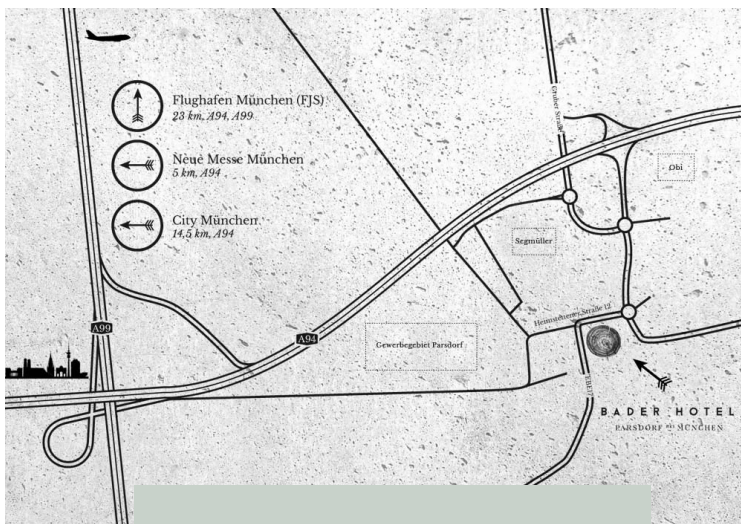 Flughafen München (FJS)
23 km, A94, A99
Neue Messe München
5 km, A94
City München
14,5 km, A94
Gruber Straße
Obi
Segmüller
Heimstettener Straße 12
A99
A94
Gewerbegebiet Parsdorf
BADER HOTEL
PARSDORF BEI MÜNCHEN